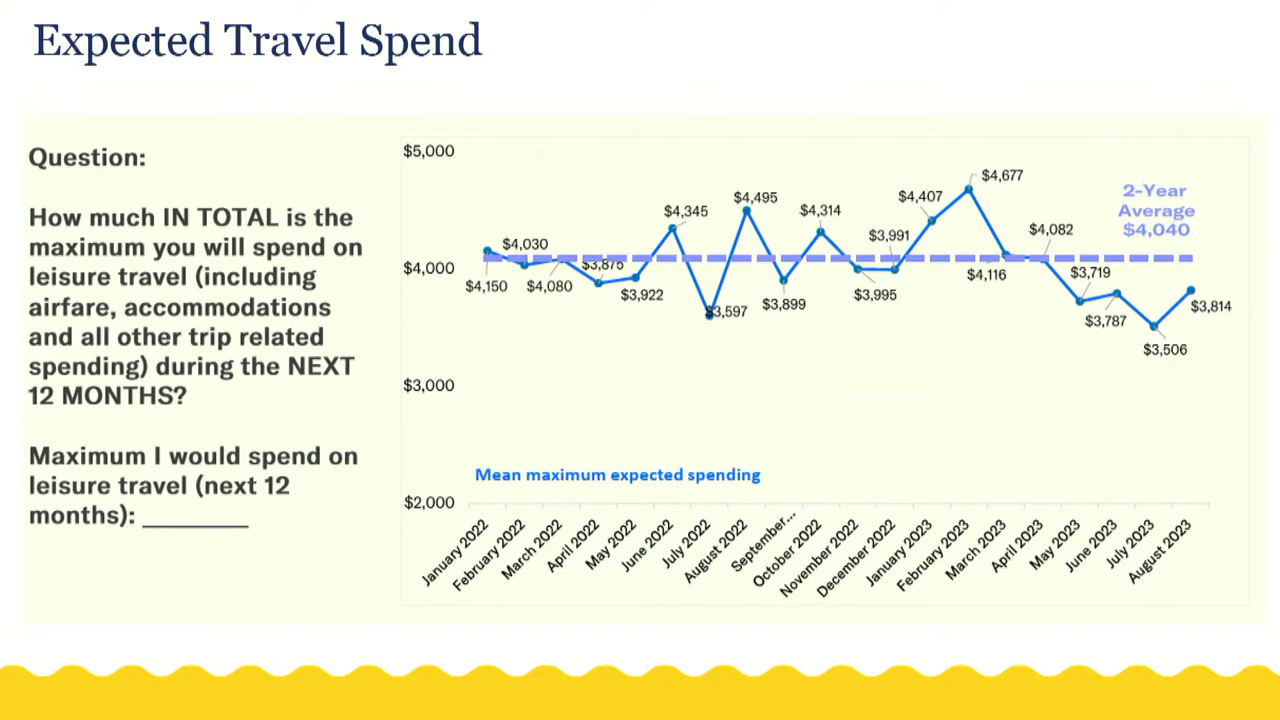 Expected Travel Spend
Question:
How much IN TOTAL is the
maximum you will spend on
leisure travel (including
airfare, accommodations
and all other trip related
spending) during the NEXT
12 MONTHS?
Maximum I would spend on
leisure travel (next 12
months): ________
$5,000
$4,000
$3,000
$2,000
$4,150
$4,030
$4,080
$3,875
$3,922
$4,345
$3,597
$4,495
$3,899
$4,314
$3,995
$3,991
$4,407
$4,677
$4,116
$4,082
$3,719
$3,787
$3,506
$3,814
2-Year
Average
$4,040
Mean maximum expected spending
January 2022
February 2022
March 2022
April 2022
May 2022
June 2022
July 2022
August 2022
September...
October 2022
November 2022
December 2022
January 2023
February 2023
March 2023
April 2023
May 2023
June 2023
July 2023
August 2023